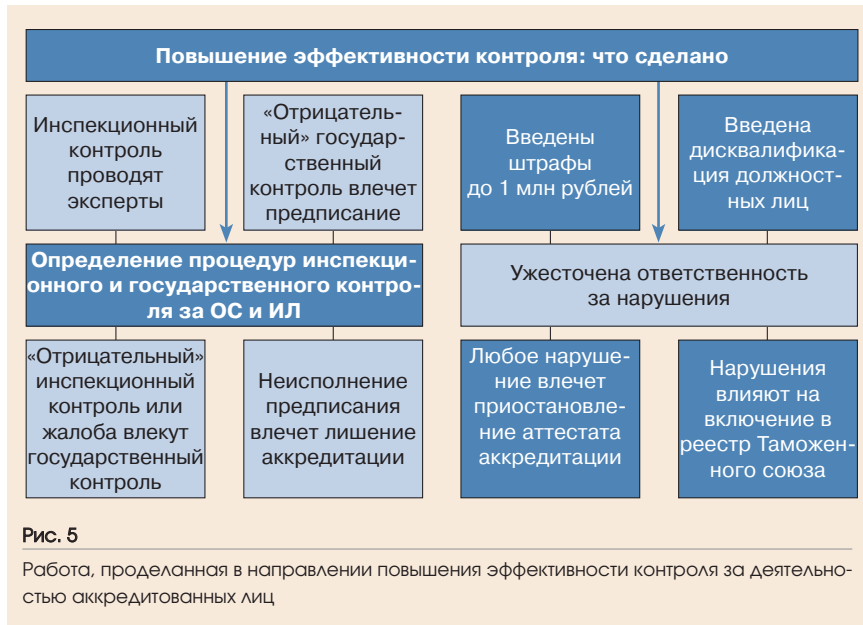 Повышение эффективности контроля: что сделано
Инспекционный
контроль
проводят
эксперты
«Отрицатель-
ный» государ-
ственный
контроль влечет
предписание
Введены
штрафы
до 1 млн рублей
Введена
дисквалифика-
ция должност-
ных лиц
Определение процедур инспекци-
онного и государственного контро-
ля за ОС и ИЛ
Ужесточена ответственность
за нарушения
«Отрицательный»
инспекционный
контроль или
жалоба влекут
государственный
контроль
Неисполнение
предписания
влечет лишение
аккредитации
Любое наруше-
ние влечет
приостановле-
ние аттестата
аккредитации
Нарушения
влияют на
включение в
реестр Таможен-
ного союза
Рис. 5
Работа, проделанная в направлении повышения эффективности контроля за деятельно-
стью аккредитованных лиц